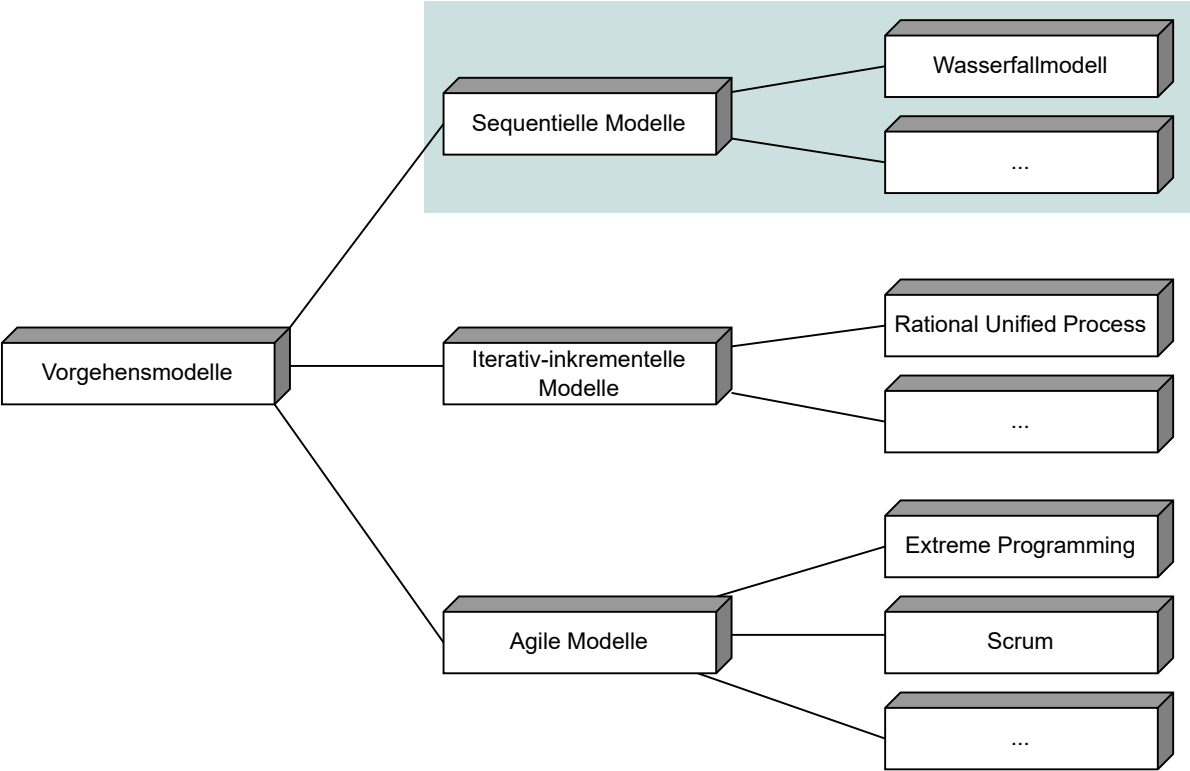 Vorgehensmodelle
Sequentielle Modelle
Wasserfallmodell
...
Iterativ-inkrementelle
Modelle
Rational Unified Process
...
Agile Modelle
Extreme Programming
Scrum
...